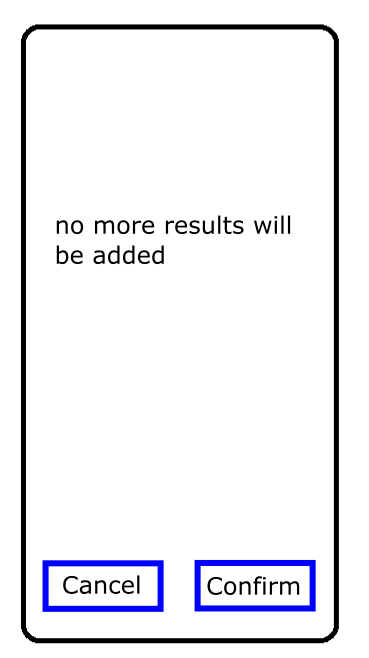 no more results will
be added
Cancel
Confirm